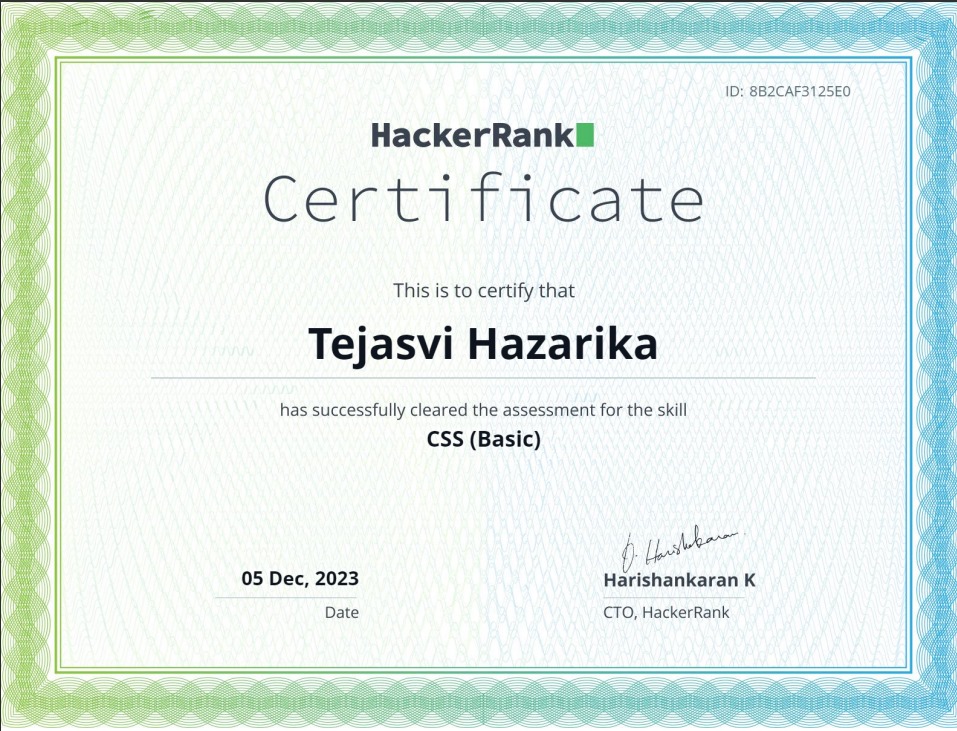 ID: 8B2CAF3125E0
HackerRank
Certificate
This is to certify that
Tejasvi Hazarika
has successfully cleared the assessment for the skill
CSS (Basic)
05 Dec, 2023
Date
Harishankaran K
CTO, HackerRank